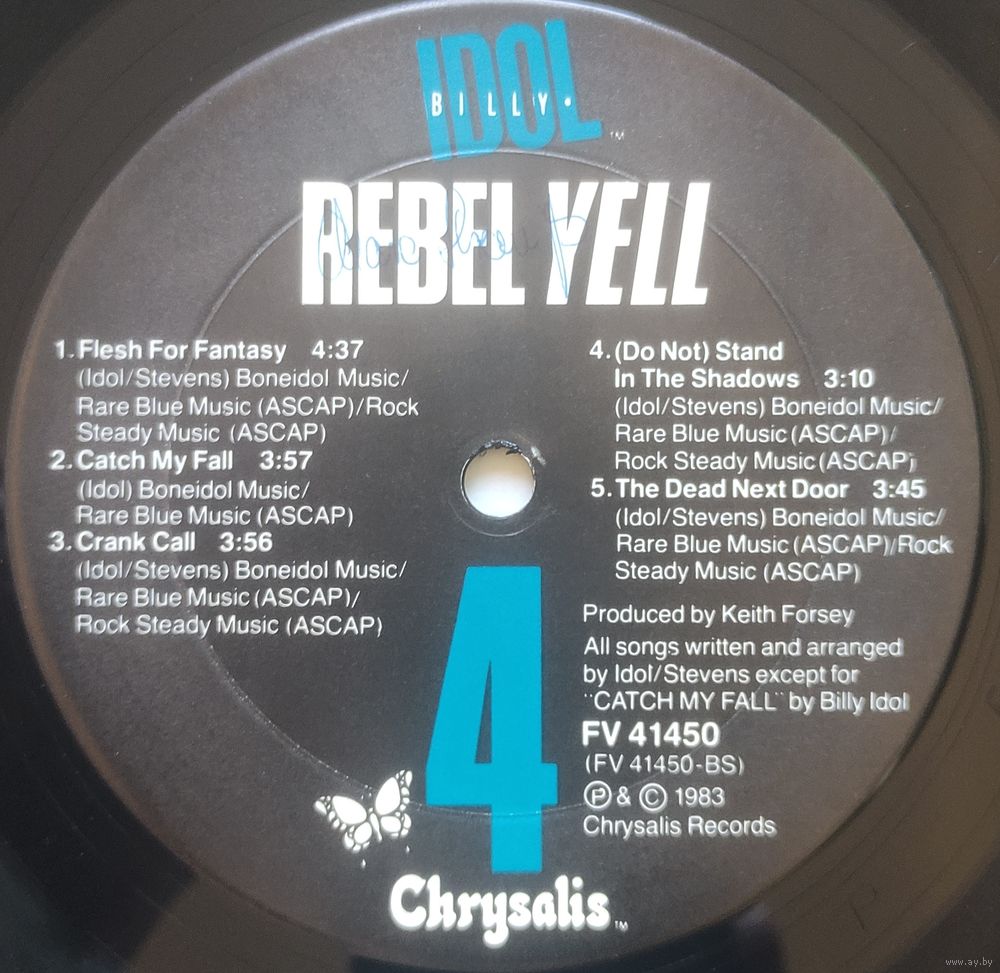 IDOL
BILLY•
TM
REBEL YELL
1. Flesh For Fantasy 4:37
(Idol/Stevens) Boneidol Music/
Rare Blue Music (ASCAP)/Rock
Steady Music (ASCAP)
2. Catch My Fall 3:57
(Idol) Boneidol Music/
Rare Blue Music (ASCAP)
3. Crank Call 3:56
(Idol/Stevens) Boneidol Music/
Rare Blue Music (ASCAP)/
Rock Steady Music (ASCAP)
4. (Do Not) Stand
In The Shadows 3:10
(Idol/Stevens) Boneidol Music/
Rare Blue Music (ASCAP)/
Rock Steady Music (ASCAP)
5. The Dead Next Door 3:45
(Idol/Stevens) Boneidol Music/
Rare Blue Music (ASCAP)/Rock
Steady Music (ASCAP)
Produced by Keith Forsey
All songs written and arranged
by Idol/Stevens except for
"CATCH MY FALL" by Billy Idol
FV 41450
(FV 41450-BS)
Ⓟ & © 1983
Chrysalis Records
4
Chrysalis TM
www.ay.by